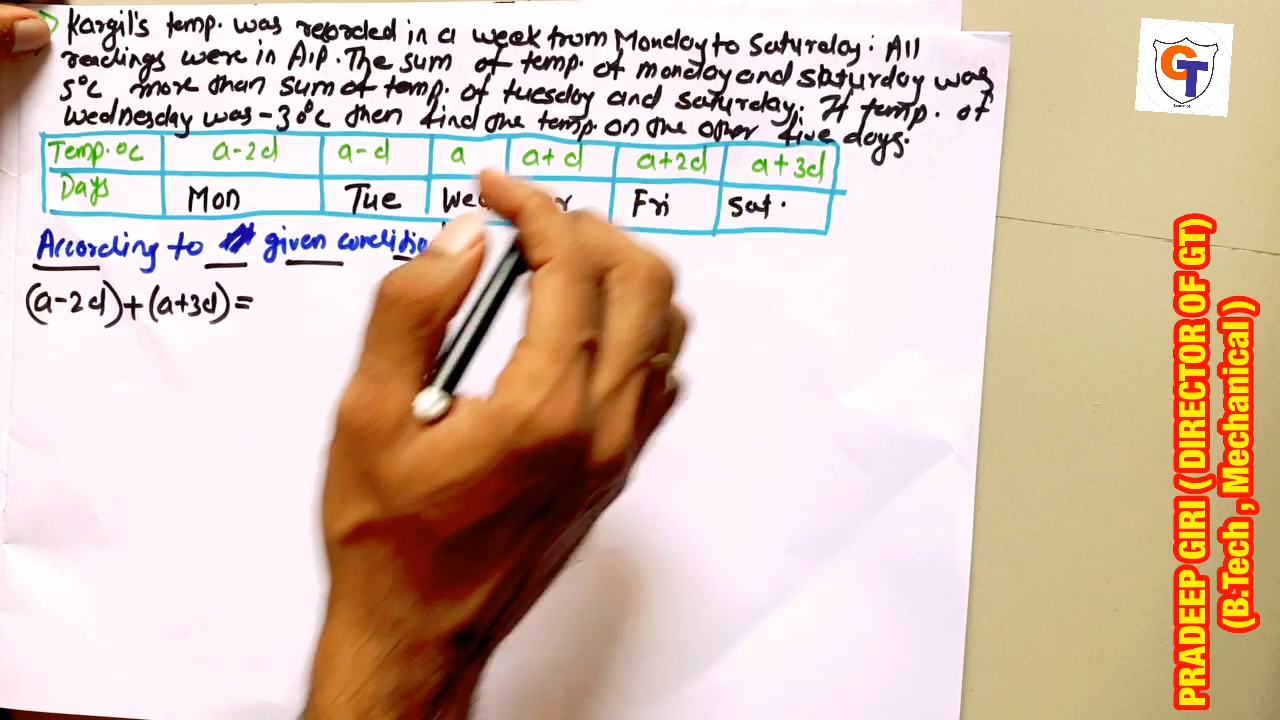 Kargil's temp. was recorded in a week from Monday to Saturday. All
readings were in A.P. The sum of temp. of monday and saturday was
5°c more than sum of temp. of tuesday and saturday. If temp. of
wednesday was -30°c then find the temp. on the other five days.
Temp.°c a-2d a-d a a+d a+2d a+3d
Days Mon Tue Fri Sat.
According to given
(a-2d)+(a+3d)=
GT
PRADEEP GIRI (( DIRECTOR OF GT)
(B.Tech , Mechanical )